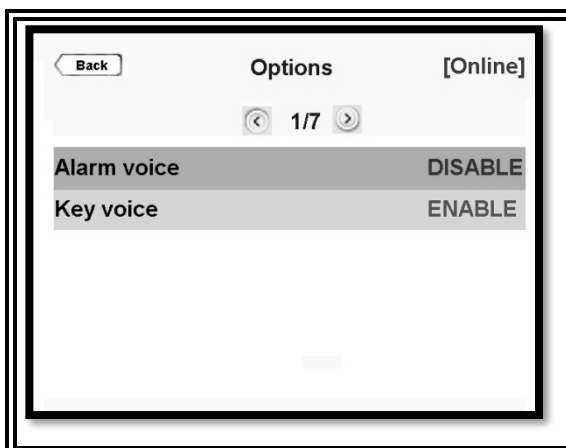 Back Options [Online]
1/7
Alarm voice DISABLE
Key voice ENABLE